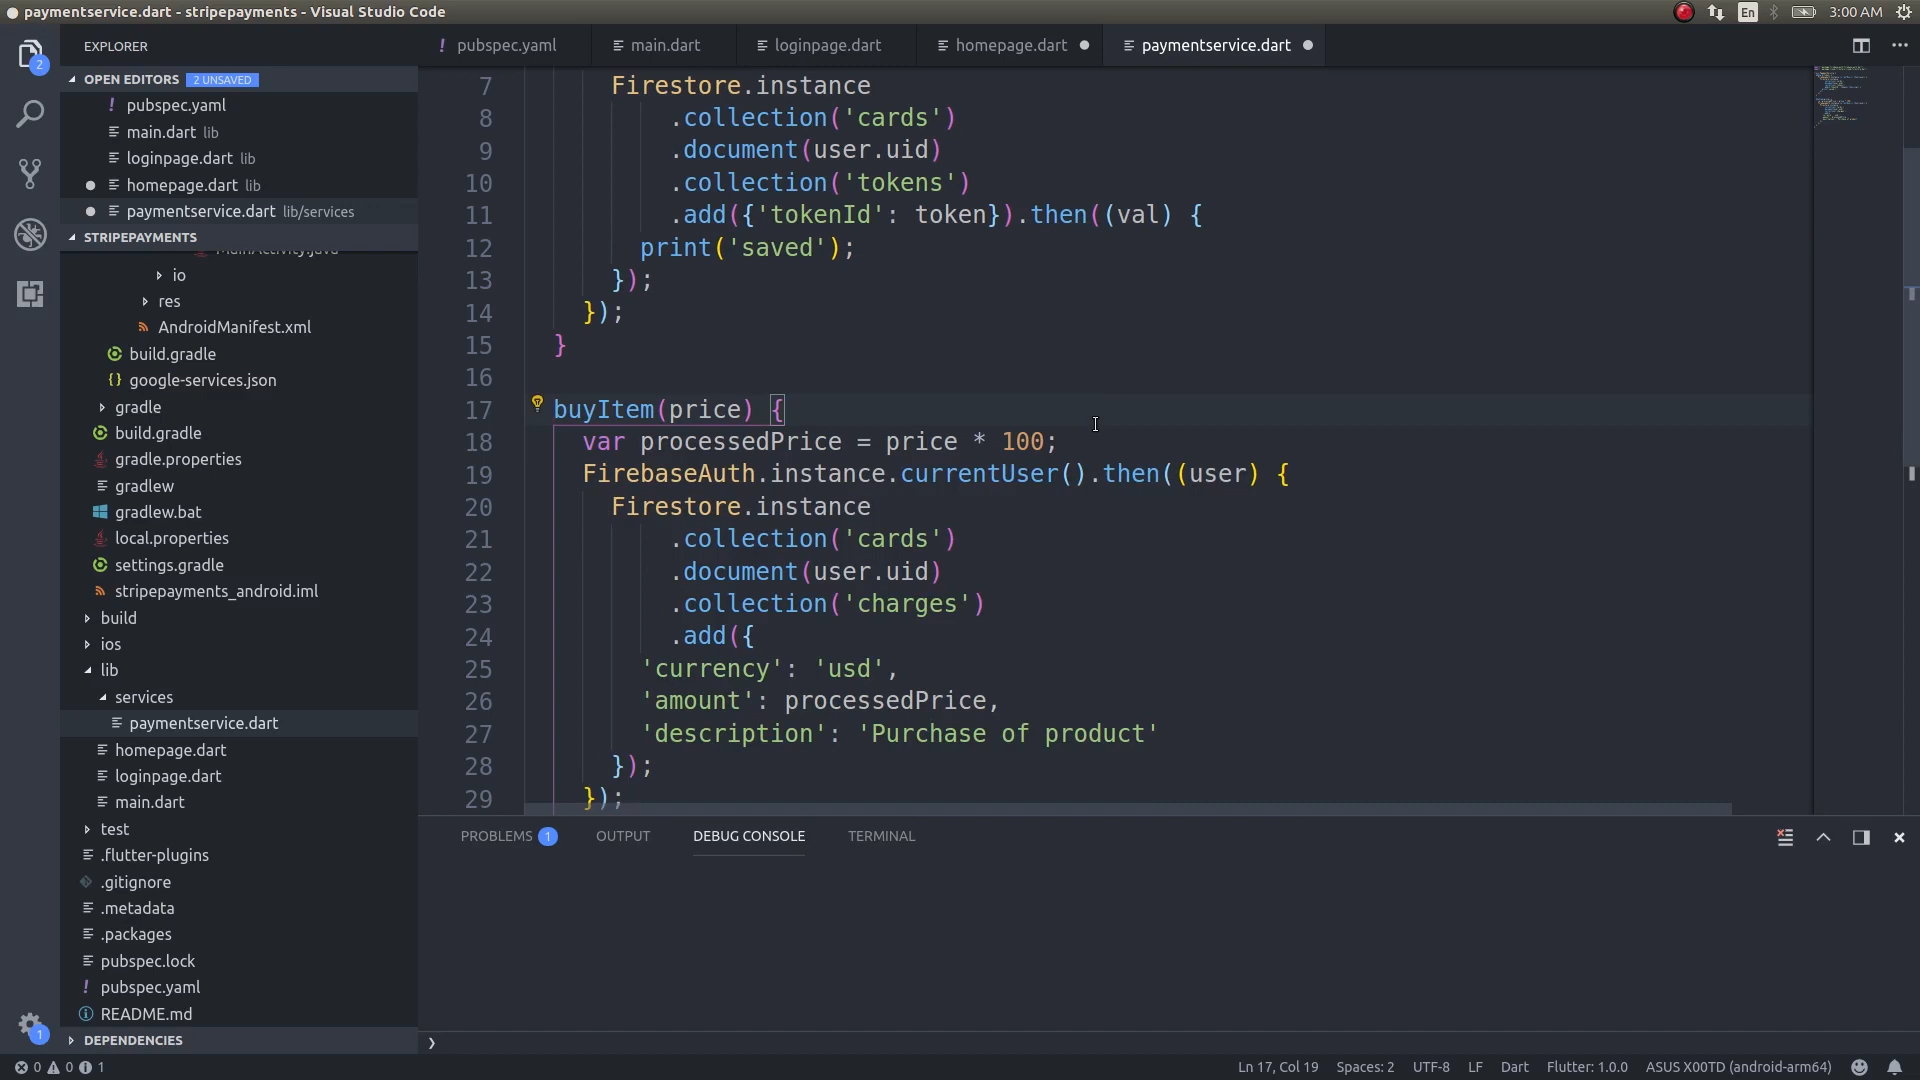 paymentservice.dart - stripepayments - Visual Studio Code
En
3:00 AM
2
EXPLORER
OPEN EDITORS 2 UNSAVED
! pubspec.yaml
main.dart lib
loginpage.dart lib
homepage.dart lib
paymentservice.dart lib/services
STRIPEPAYMENTS
MainActivity.java
io
res
AndroidManifest.xml
build.gradle
{} google-services.json
gradle
build.gradle
gradle.properties
gradlew
gradlew.bat
local.properties
settings.gradle
stripepayments_android.iml
build
ios
lib
services
paymentservice.dart
homepage.dart
loginpage.dart
main.dart
test
.flutter-plugins
.gitignore
.metadata
.packages
pubspec.lock
! pubspec.yaml
README.md
DEPENDENCIES
1
! pubspec.yaml
main.dart
loginpage.dart
homepage.dart
paymentservice.dart
7 Firestore.instance
8 .collection('cards')
9 .document(user.uid)
10 .collection('tokens')
11 .add({'tokenId': token}).then((val) {
12 print('saved');
13 });
14 });
15 }
16
17 buyItem(price) {
18 var processedPrice = price * 100;
19 FirebaseAuth.instance.currentUser().then((user) {
20 Firestore.instance
21 .collection('cards')
22 .document(user.uid)
23 .collection('charges')
24 .add({
25 'currency': 'usd',
26 'amount': processedPrice,
27 'description': 'Purchase of product'
28 });
29 });
PROBLEMS 1
OUTPUT
DEBUG CONSOLE
TERMINAL
0 0 1
Ln 17, Col 19
Spaces: 2
UTF-8
LF
Dart
Flutter: 1.0.0
ASUS X00TD (android-arm64)